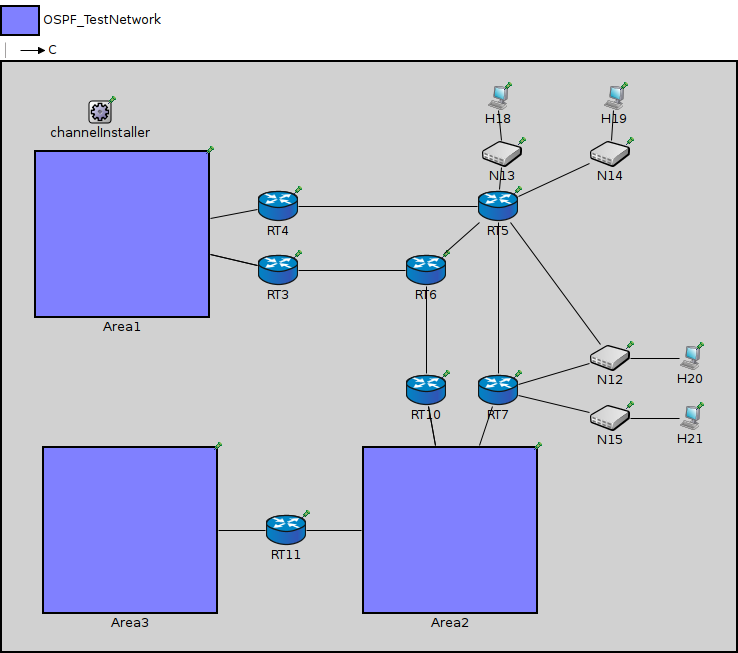 OSPF_TestNetwork
C
channelInstaller
H18
H19
N13
N14
RT4
RT5
RT3
RT6
Area1
N12
H20
RT10
RT7
N15
H21
RT11
Area3
Area2